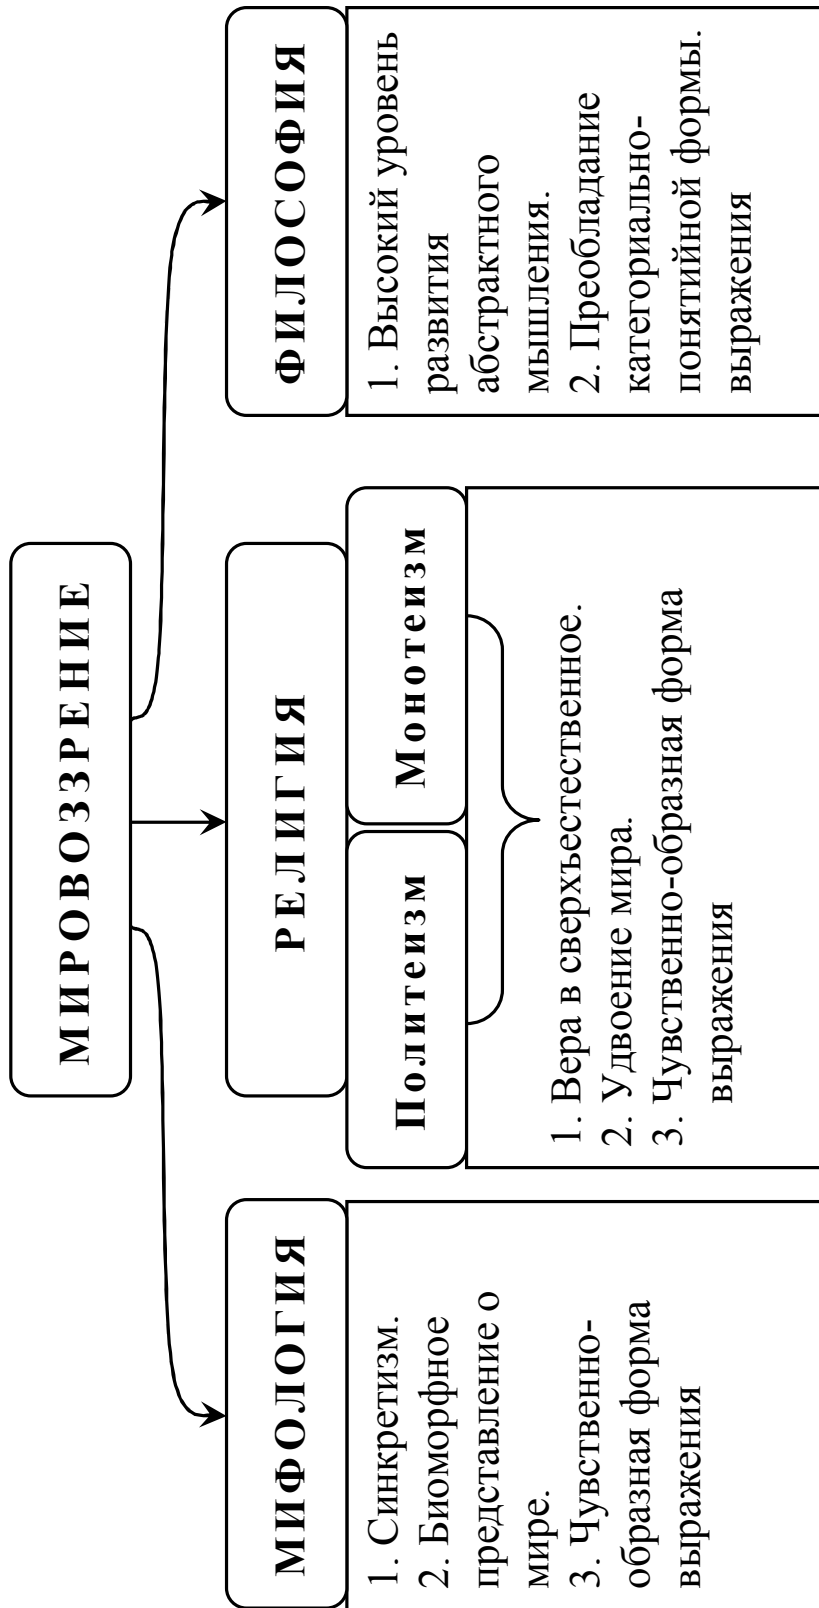 МИРОВОЗЗРЕНИЕ
МИФОЛОГИЯ
1. Синкретизм.
2. Биоморфное
представление о
мире.
3. Чувственно-
образная форма
выражения
РЕЛИГИЯ
Политеизм
Монотеизм
1. Вера в сверхъестественное.
2. Удвоение мира.
3. Чувственно-образная форма
выражения
ФИЛОСОФИЯ
1. Высокий уровень
развития
абстрактного
мышления.
2. Преобладание
категориально-
понятийной формы.
выражения